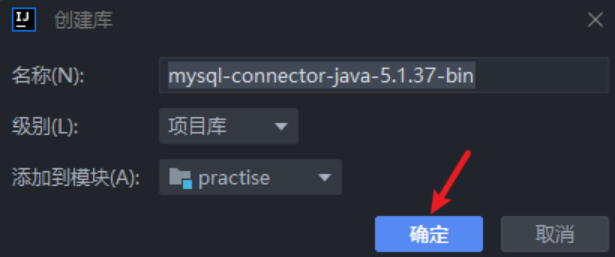 IJ 创建库
名称(N): mysql-connector-java-5.1.37-bin
级别(L): 项目库
添加到模块(A): practise
确定 取消